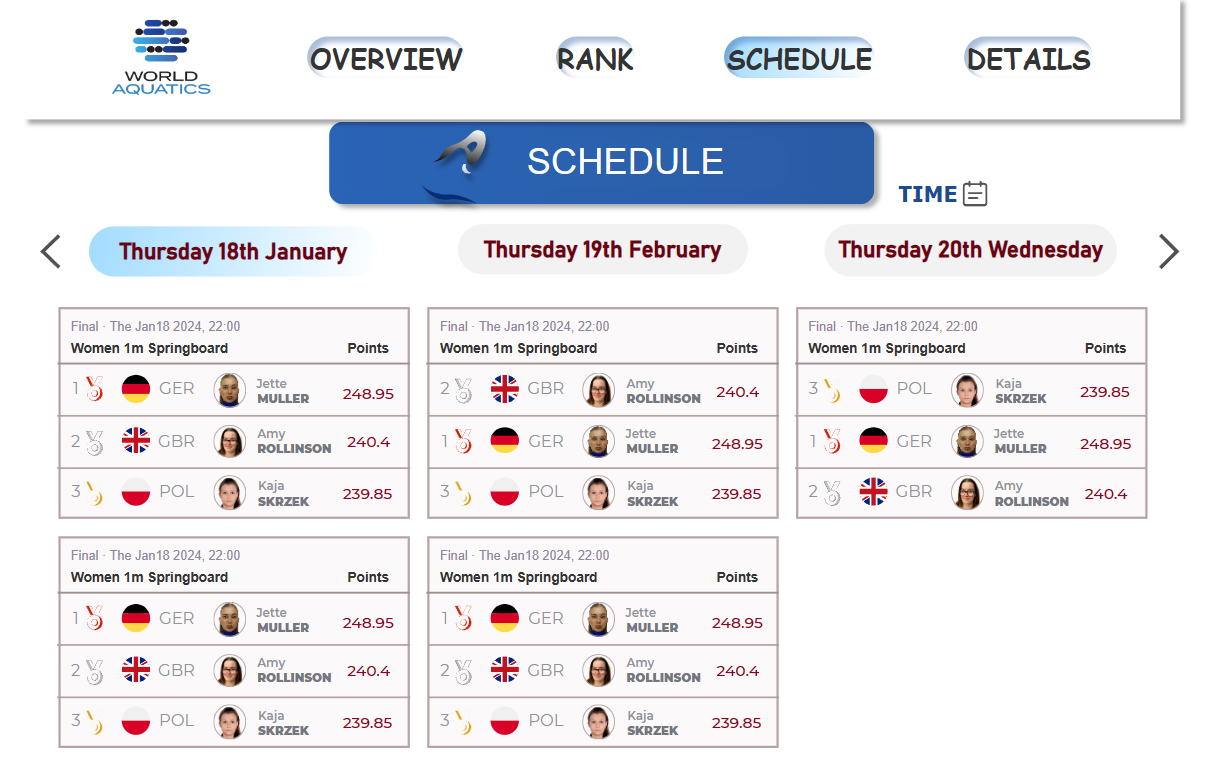 WORLD
AQUATICS
OVERVIEW RANK SCHEDULE DETAILS
SCHEDULE
TIME
Thursday 18th January
Thursday 19th February
Thursday 20th Wednesday
Final · The Jan18 2024, 22:00
Women 1m Springboard Points
1 GER Jette MULLER 248.95
2 GBR Amy ROLLINSON 240.4
3 POL Kaja SKRZEK 239.85
Final · The Jan18 2024, 22:00
Women 1m Springboard Points
2 GBR Amy ROLLINSON 240.4
1 GER Jette MULLER 248.95
3 POL Kaja SKRZEK 239.85
Final · The Jan18 2024, 22:00
Women 1m Springboard Points
3 POL Kaja SKRZEK 239.85
1 GER Jette MULLER 248.95
2 GBR Amy ROLLINSON 240.4
Final · The Jan18 2024, 22:00
Women 1m Springboard Points
1 GER Jette MULLER 248.95
2 GBR Amy ROLLINSON 240.4
3 POL Kaja SKRZEK 239.85
Final · The Jan18 2024, 22:00
Women 1m Springboard Points
1 GER Jette MULLER 248.95
2 GBR Amy ROLLINSON 240.4
3 POL Kaja SKRZEK 239.85